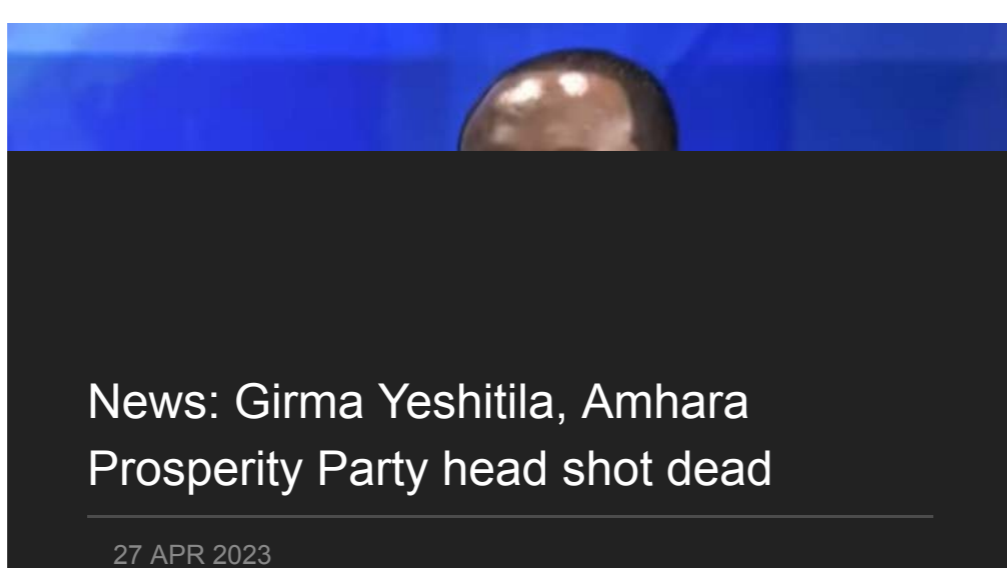 News: Girma Yeshitila, Amhara
Prosperity Party head shot dead
27 APR 2023